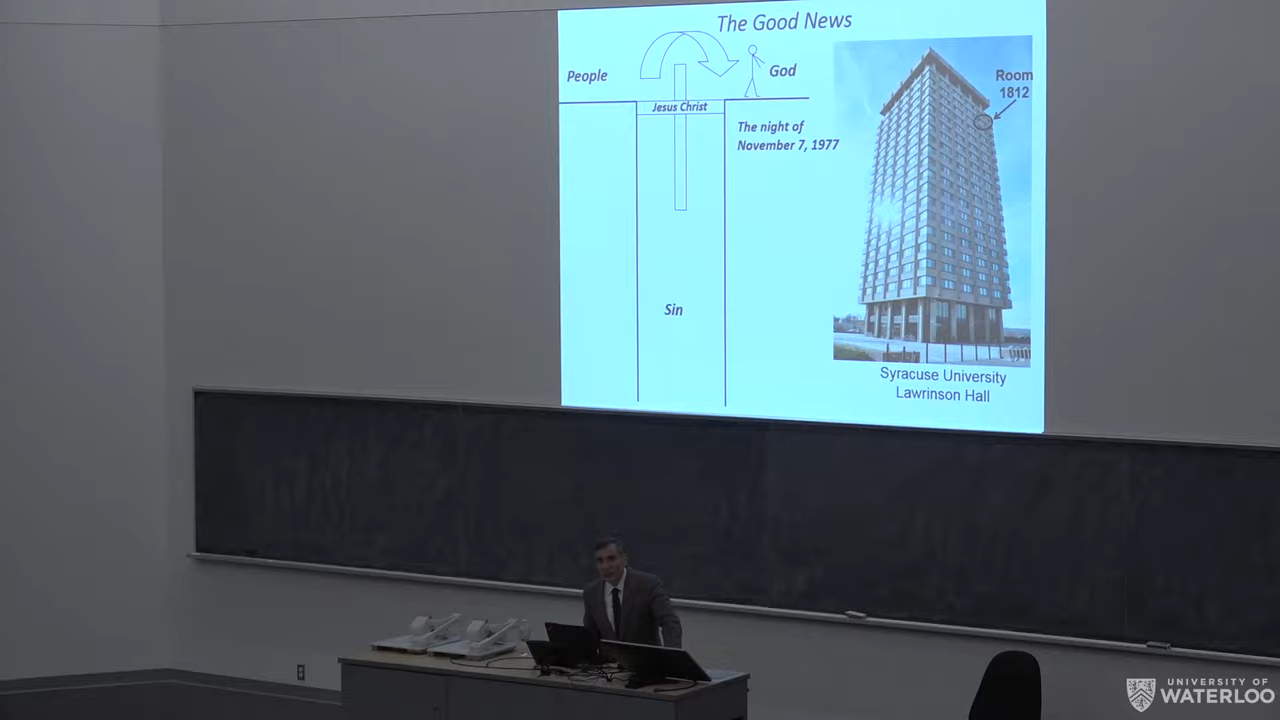 The Good News
People
God
Jesus Christ
The night of
November 7, 1977
Sin
Room
1812
Syracuse University
Lawrinson Hall
UNIVERSITY OF
WATERLOO